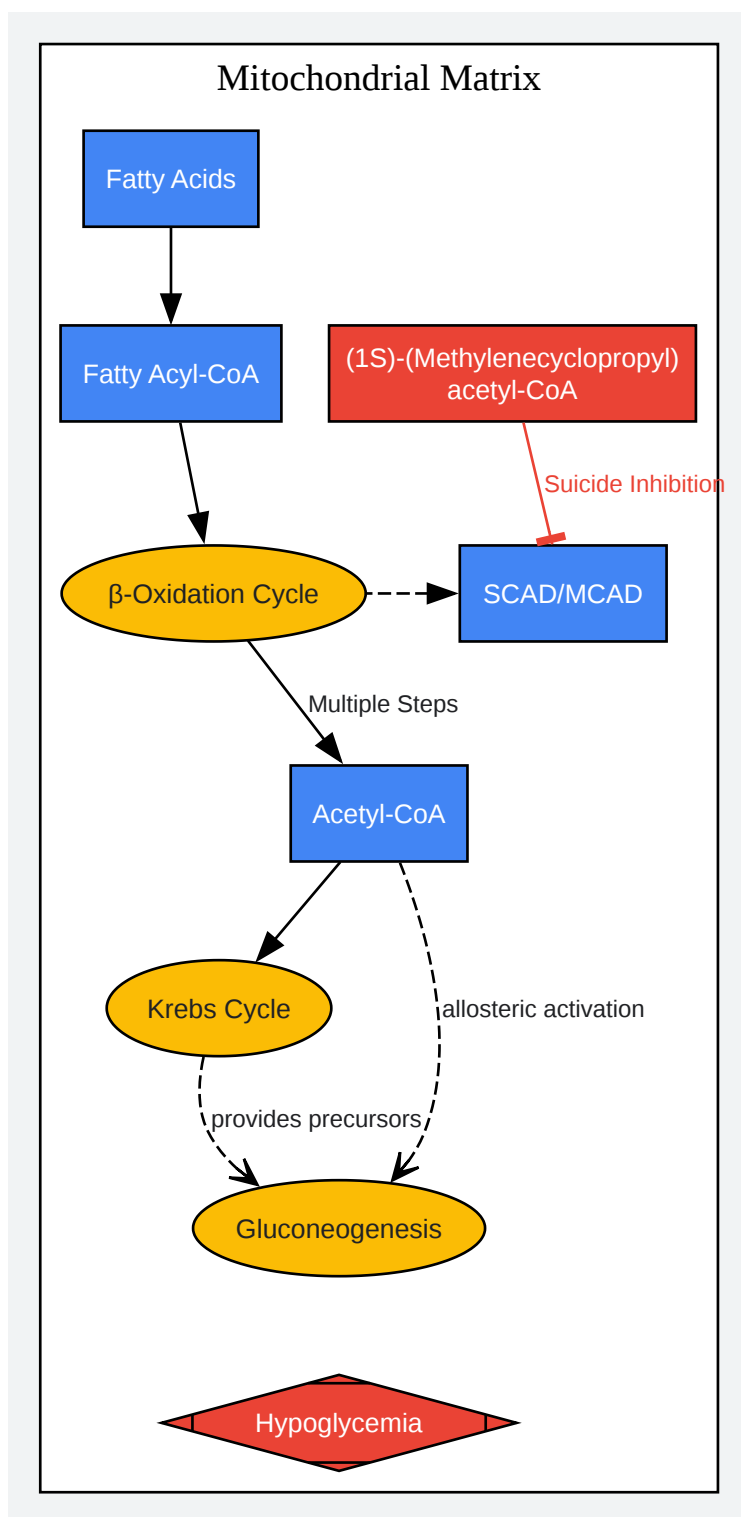 Mitochondrial Matrix
Fatty Acids
Fatty Acyl-CoA
(1S)-(Methylenecyclopropyl)
acetyl-CoA
Suicide Inhibition
β-Oxidation Cycle
SCAD/MCAD
Multiple Steps
Acetyl-CoA
Krebs Cycle
allosteric activation
provides precursors
Gluconeogenesis
Hypoglycemia